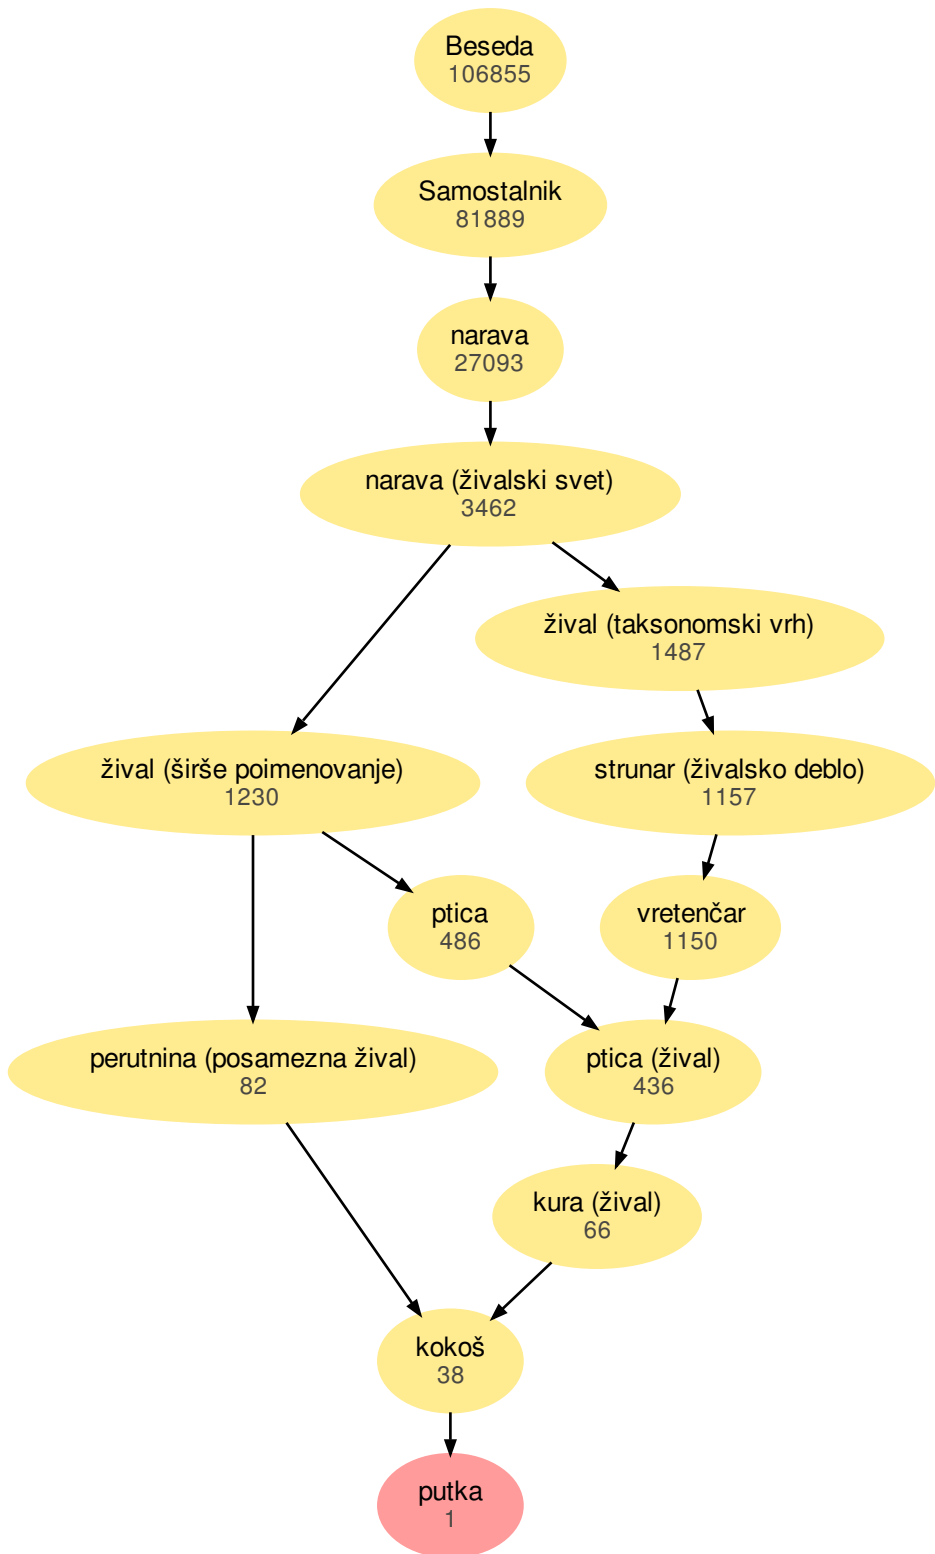 Beseda
106855
Samostalnik
81889
narava
27093
narava (živalski svet)
3462
žival (taksonomski vrh)
1487
žival (širše poimenovanje)
1230
strunar (živalsko deblo)
1157
ptica
486
vretenčar
1150
perutnina (posamezna žival)
82
ptica (žival)
436
kura (žival)
66
kokoš
38
putka
1